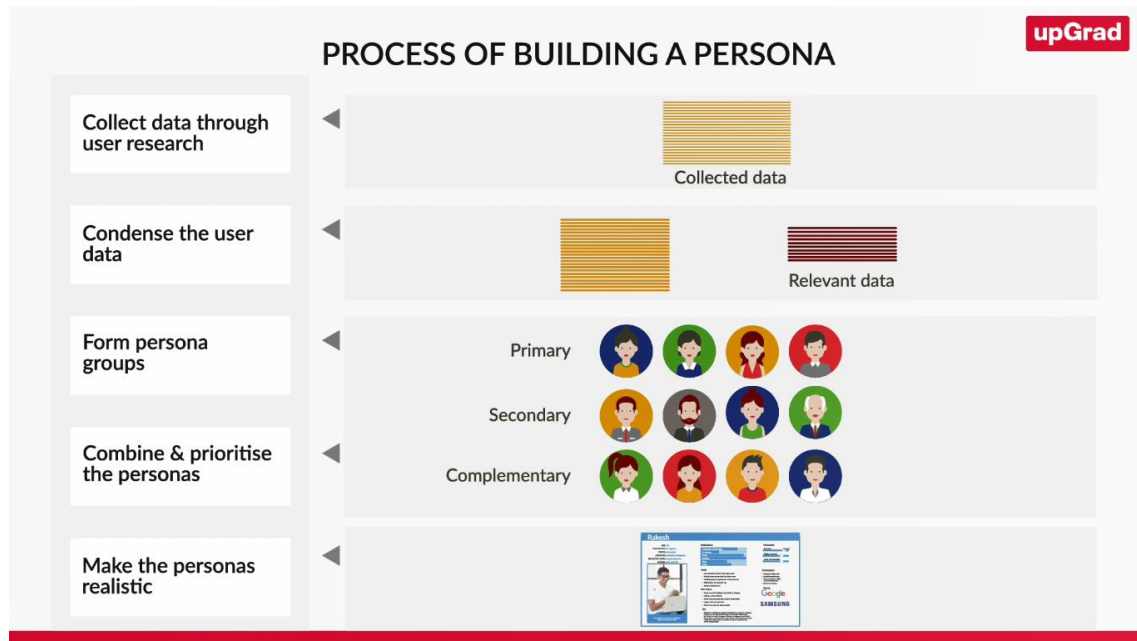 upGrad
PROCESS OF BUILDING A PERSONA
Collect data through
user research
Collected data
Condense the user
data
Relevant data
Form persona
groups
Primary
Secondary
Combine & prioritise
the personas
Complementary
Make the personas
realistic
Rakesh
Google
SAMSUNG